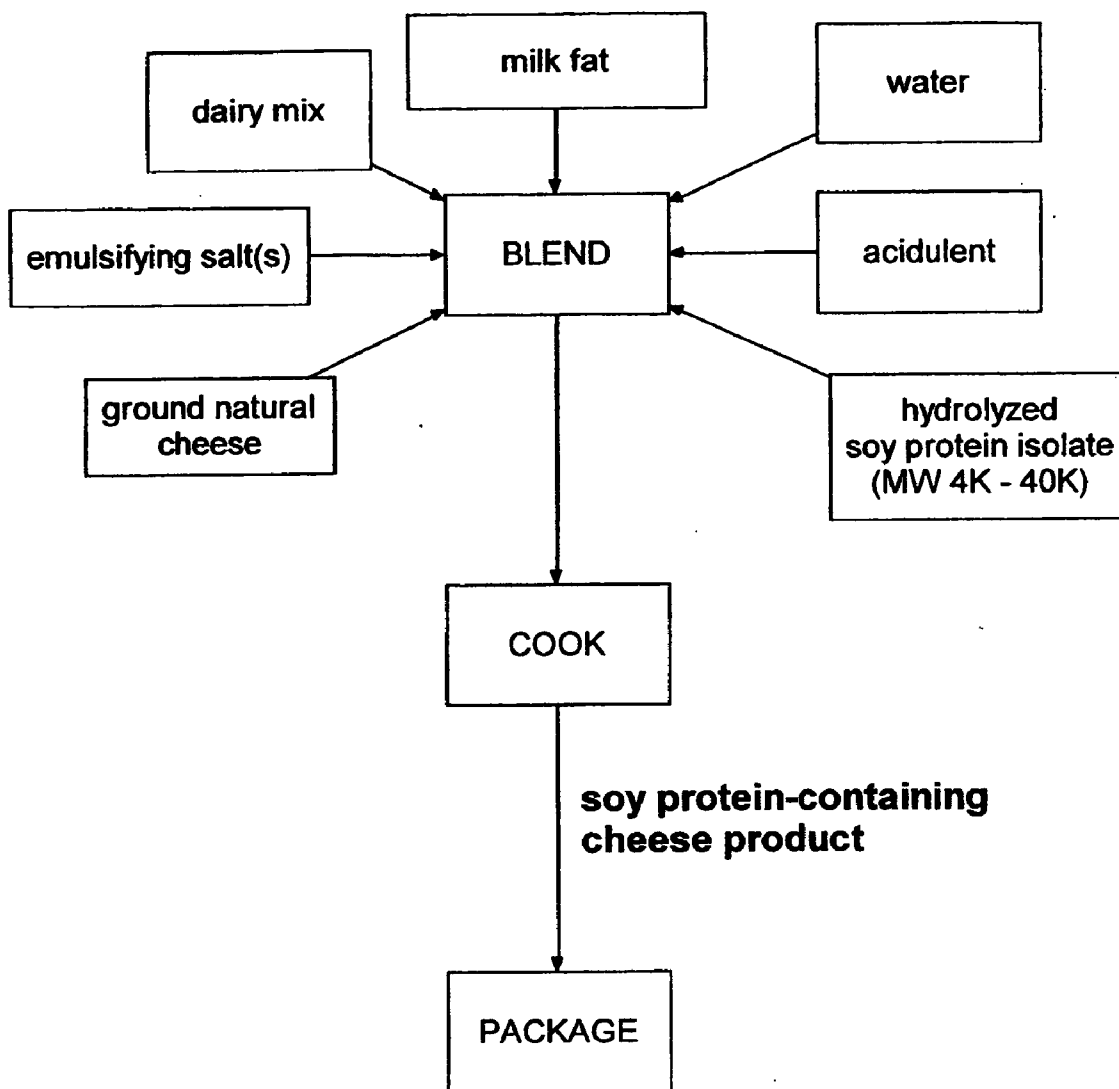 milk fat
dairy mix
water
emulsifying salt(s)
BLEND
acidulent
ground natural
cheese
hydrolyzed
soy protein isolate
(MW 4K - 40K)
COOK
soy protein-containing
cheese product
PACKAGE